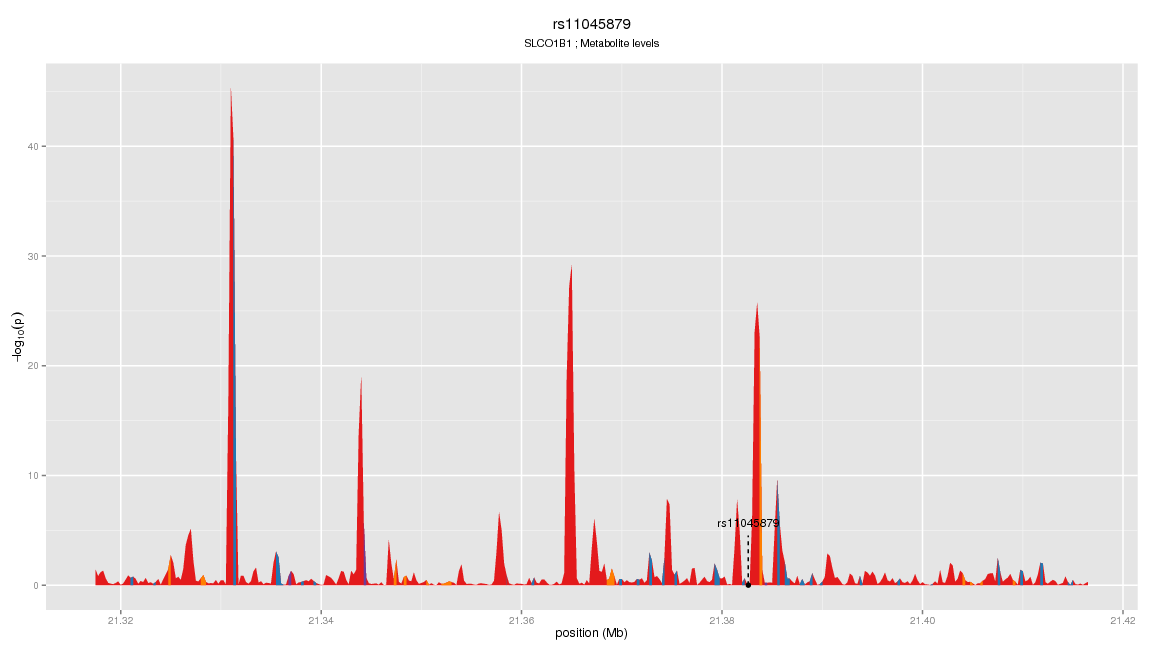 rs11045879
SLCO1B1 ; Metabolite levels
−log10(p)
40
30
20
10
0
rs11045879
21.32 21.34 21.36 21.38 21.40 21.42
position (Mb)